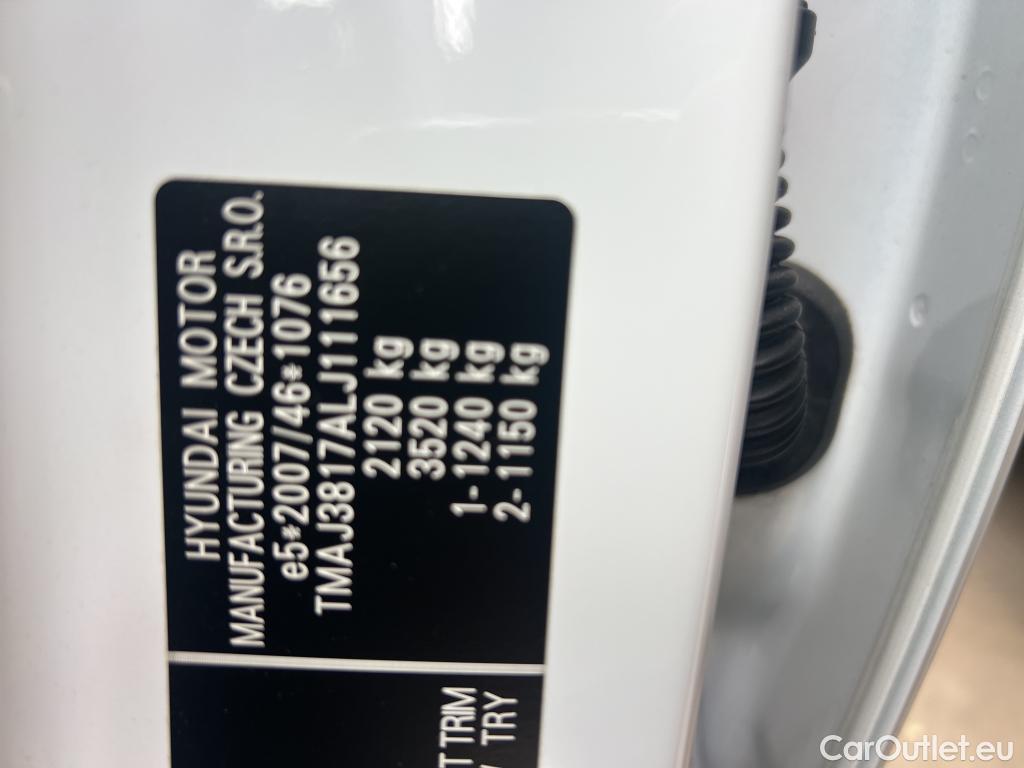 HYUNDAI MOTOR
MANUFACTURING CZECH S.R.O.
e5*2007/46*1076
TMAJ3817ALJ111656
2120 kg
3520 kg
1-1240 kg
2-1150 kg
TRIM
TRY
CarOutlet.eu